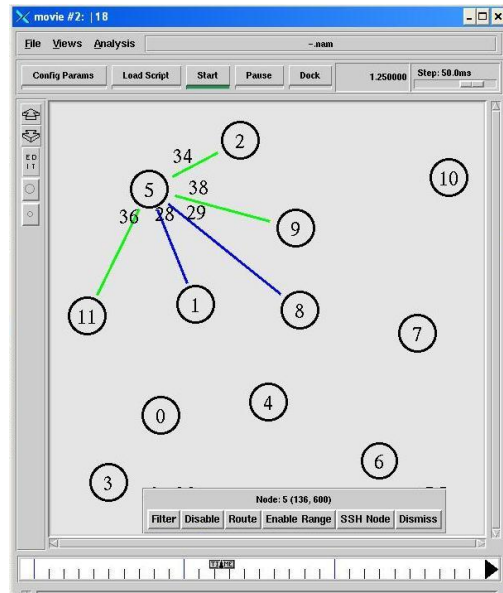 movie #2: |18
File Views Analysis ~.nam
Config Params Load Script Start Pause Dock 1.250000 Step: 50.0ms
ED
IT
2
34
5
38
10
36 28 29
9
11
1
8
7
0
4
6
3
Node: 5 (136, 600)
Filter Disable Route Enable Range SSH Node Dismiss